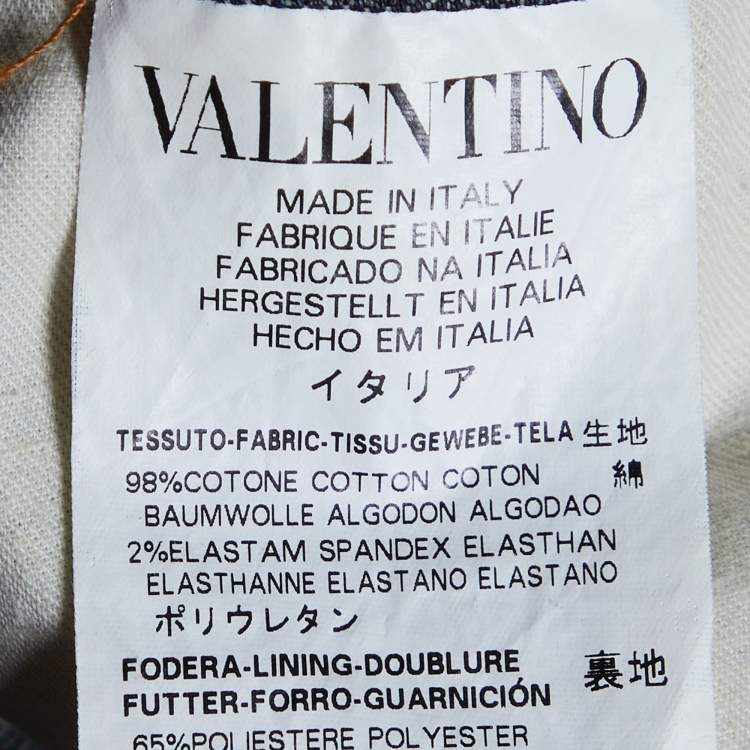 VALENTINO
MADE IN ITALY
FABRIQUE EN ITALIE
FABRICADO NA ITALIA
HERGESTELLT EN ITALIA
HECHO EM ITALIA
イタリア
TESSUTO-FABRIC-TISSU-GEWEBE-TELA 生地
98%COTONE COTTON COTON 綿
BAUMWOLLE ALGODON ALGODAO
2%ELASTAM SPANDEX ELASTHAN
ELASTHANNE ELASTANO ELASTANO
ポリウレタン
FODERA-LINING-DOUBLURE 裏地
FUTTER-FORRO-GUARNICIÓN
65%POLIESTERE POLYESTER